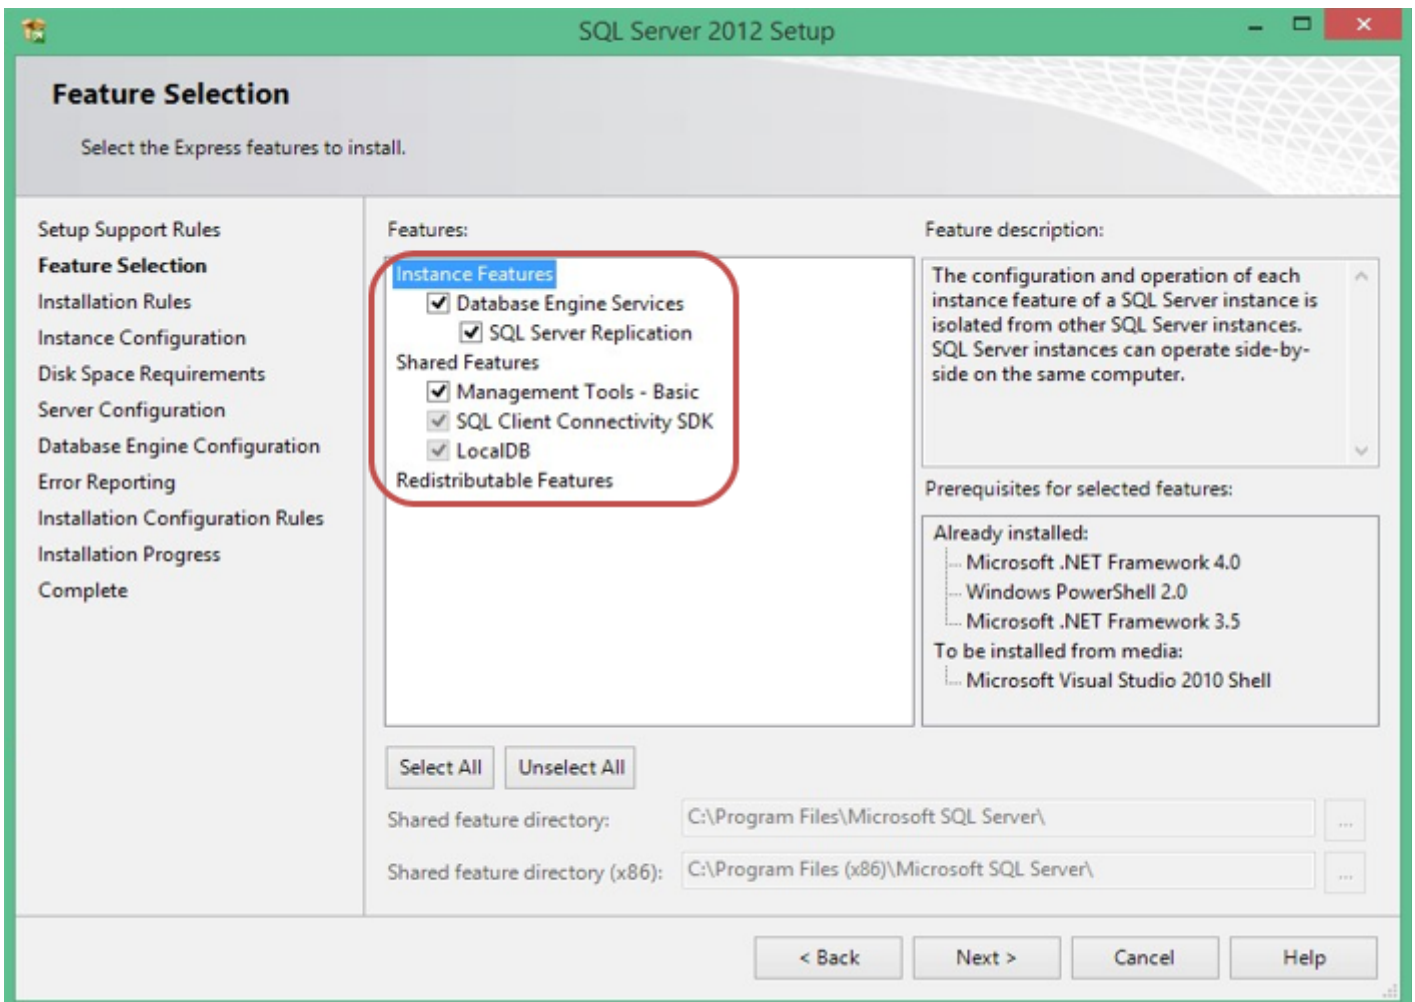 SQL Server 2012 Setup
Feature Selection
Select the Express features to install.
Setup Support Rules
Feature Selection
Installation Rules
Instance Configuration
Disk Space Requirements
Server Configuration
Database Engine Configuration
Error Reporting
Installation Configuration Rules
Installation Progress
Complete
Features:
Instance Features
Database Engine Services
SQL Server Replication
Shared Features
Management Tools - Basic
SQL Client Connectivity SDK
LocalDB
Redistributable Features
Feature description:
The configuration and operation of each
instance feature of a SQL Server instance is
isolated from other SQL Server instances.
SQL Server instances can operate side-by-
side on the same computer.
Prerequisites for selected features:
Already installed:
Microsoft .NET Framework 4.0
Windows PowerShell 2.0
Microsoft .NET Framework 3.5
To be installed from media:
Microsoft Visual Studio 2010 Shell
Select All
Unselect All
Shared feature directory:
C:\Program Files\Microsoft SQL Server\
...
Shared feature directory (x86):
C:\Program Files (x86)\Microsoft SQL Server\
...
< Back
Next >
Cancel
Help